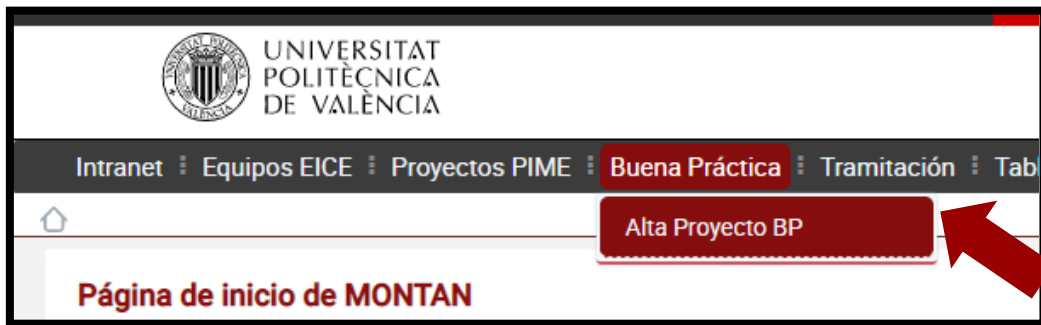 UNIVERSITAT
POLITÈCNICA
DE VALÈNCIA
Intranet Equipos EICE Proyectos PIME Buena Práctica Tramitación Tabl
Alta Proyecto BP
Página de inicio de MONTAN